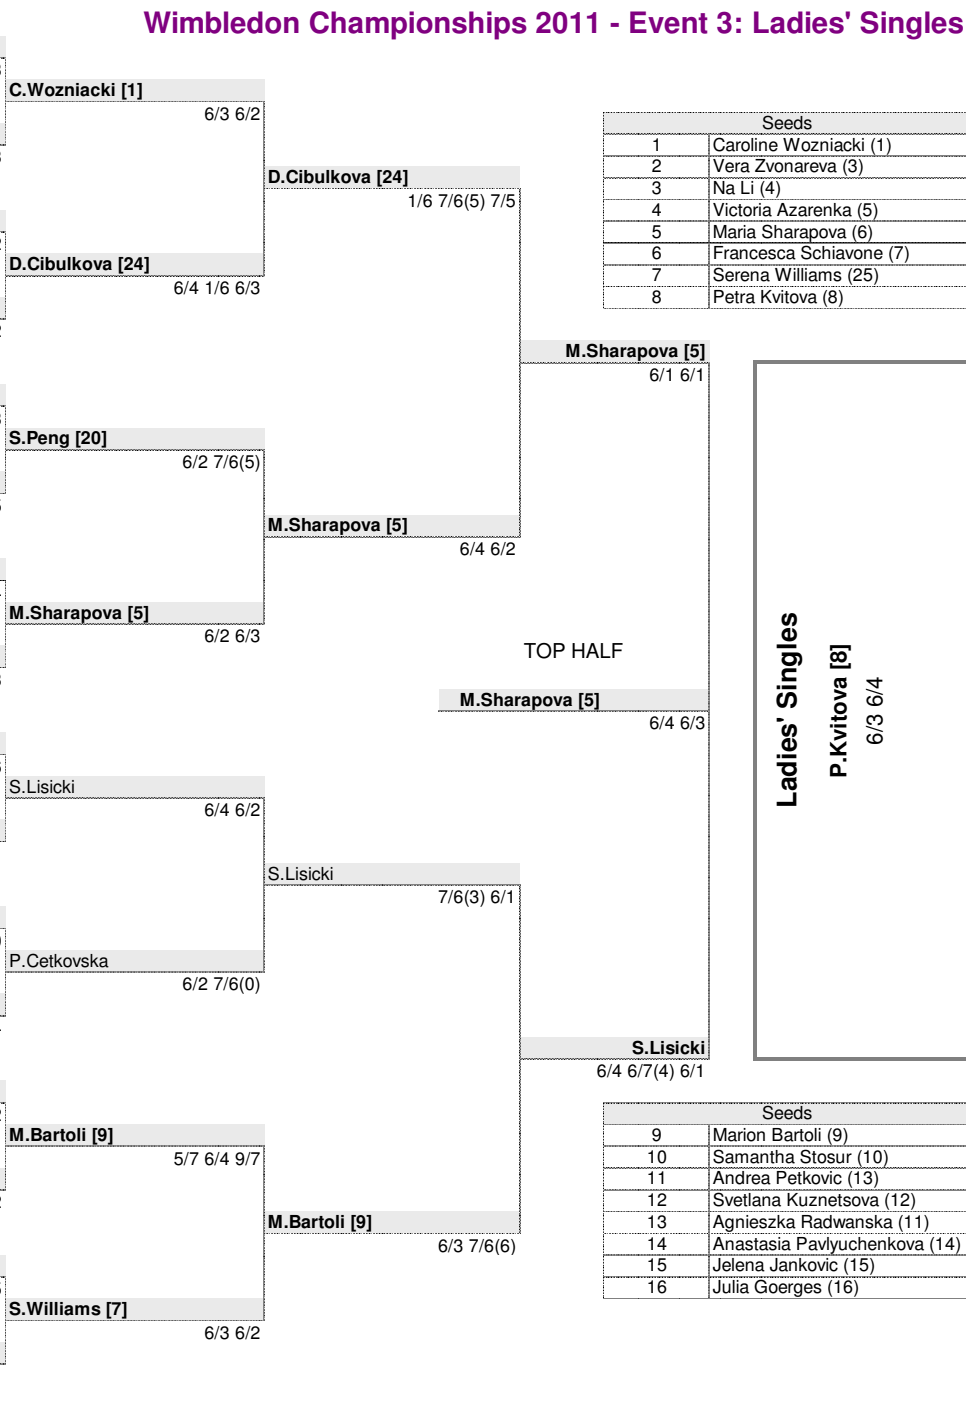 Wimbledon Championships 2011 - Event 3: Ladies' Singles
C.Wozniacki [1]
6/3 6/2
D.Cibulkova [24]
1/6 7/6(5) 7/5
D.Cibulkova [24]
6/4 1/6 6/3
Seeds
1 Caroline Wozniacki (1)
2 Vera Zvonareva (3)
3 Na Li (4)
4 Victoria Azarenka (5)
5 Maria Sharapova (6)
6 Francesca Schiavone (7)
7 Serena Williams (25)
8 Petra Kvitova (8)
M.Sharapova [5]
6/1 6/1
S.Peng [20]
6/2 7/6(5)
M.Sharapova [5]
6/4 6/2
M.Sharapova [5]
6/2 6/3
TOP HALF
M.Sharapova [5]
6/4 6/3
Ladies' Singles
P.Kvitova [8]
6/3 6/4
S.Lisicki
6/4 6/2
S.Lisicki
7/6(3) 6/1
P.Cetkovska
6/2 7/6(0)
S.Lisicki
6/4 6/7(4) 6/1
M.Bartoli [9]
5/7 6/4 9/7
M.Bartoli [9]
6/3 7/6(6)
S.Williams [7]
6/3 6/2
Seeds
9 Marion Bartoli (9)
10 Samantha Stosur (10)
11 Andrea Petkovic (13)
12 Svetlana Kuznetsova (12)
13 Agnieszka Radwanska (11)
14 Anastasia Pavlyuchenkova (14)
15 Jelena Jankovic (15)
16 Julia Goerges (16)